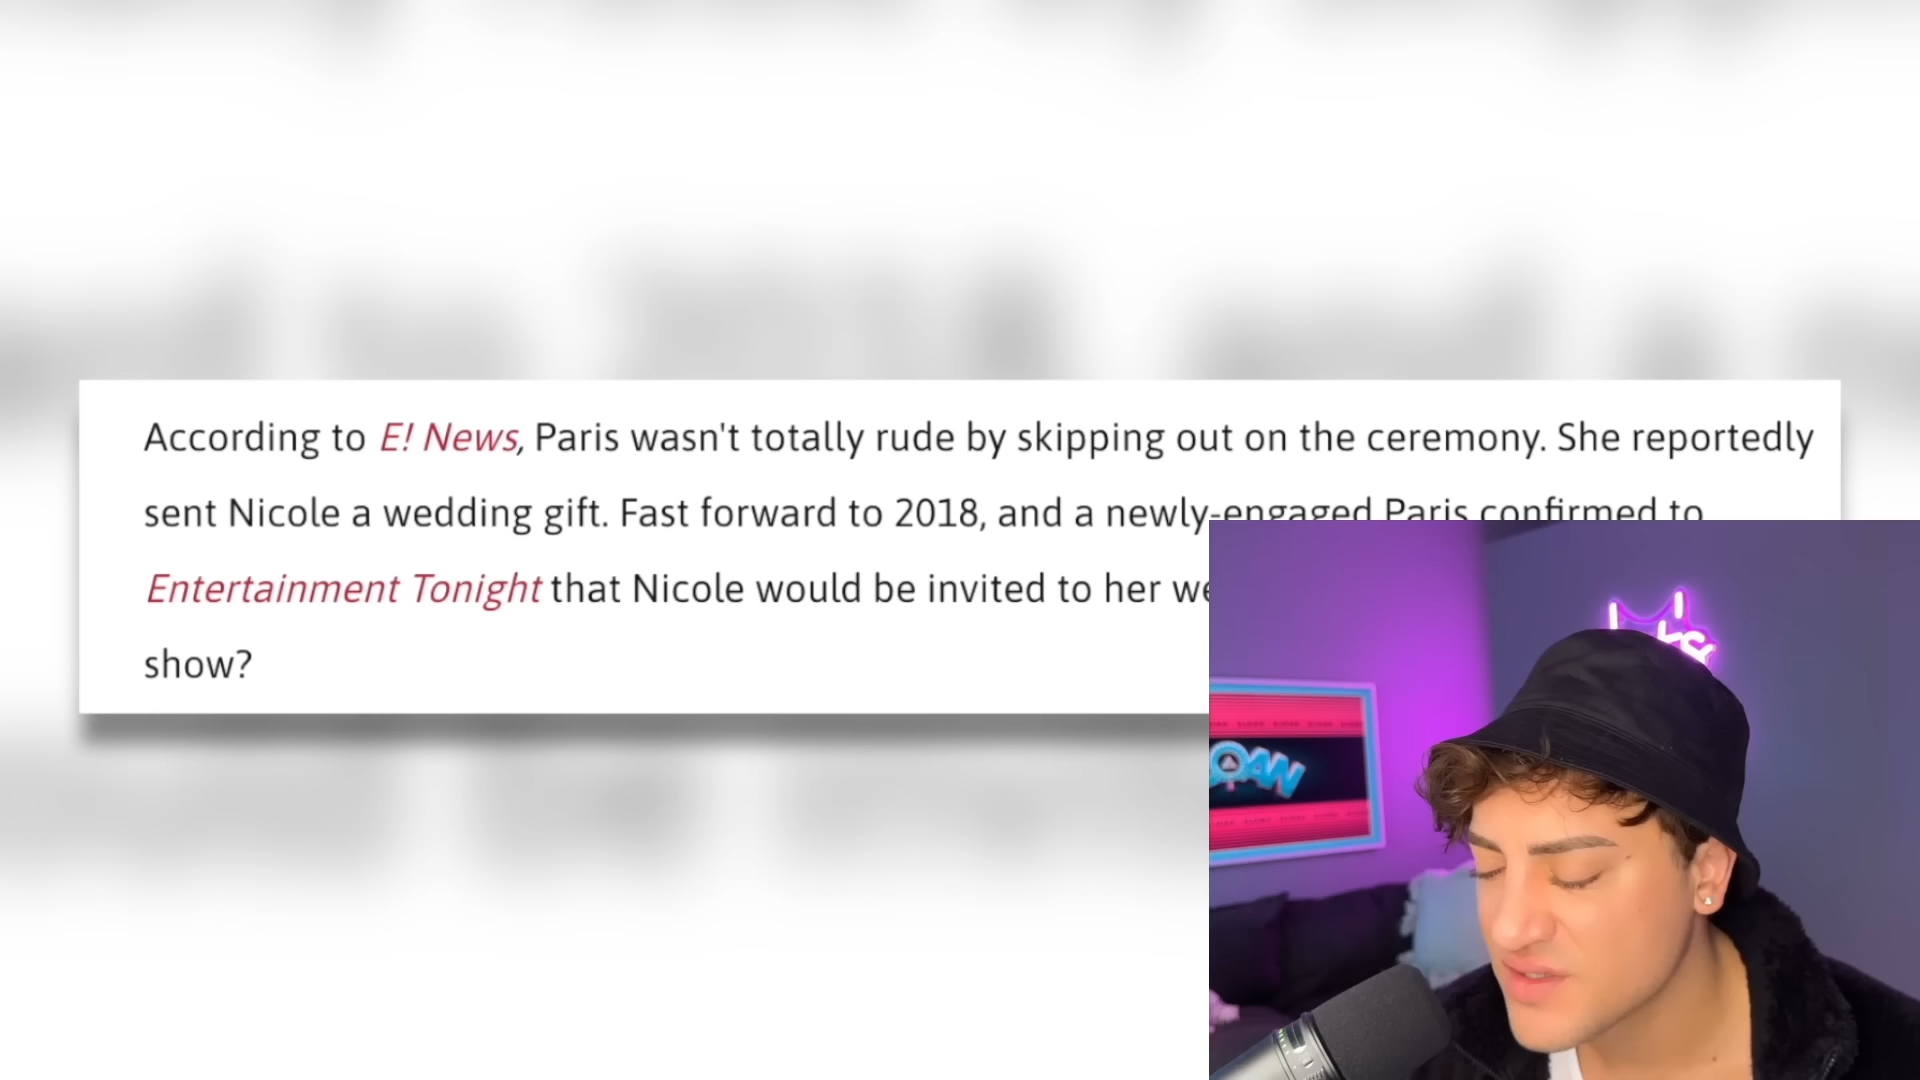 According to E! News, Paris wasn't totally rude by skipping out on the ceremony. She reportedly
sent Nicole a wedding gift. Fast forward to 2018, and a newly-engaged Paris confirmed to
Entertainment Tonight that Nicole would be invited to her
show?